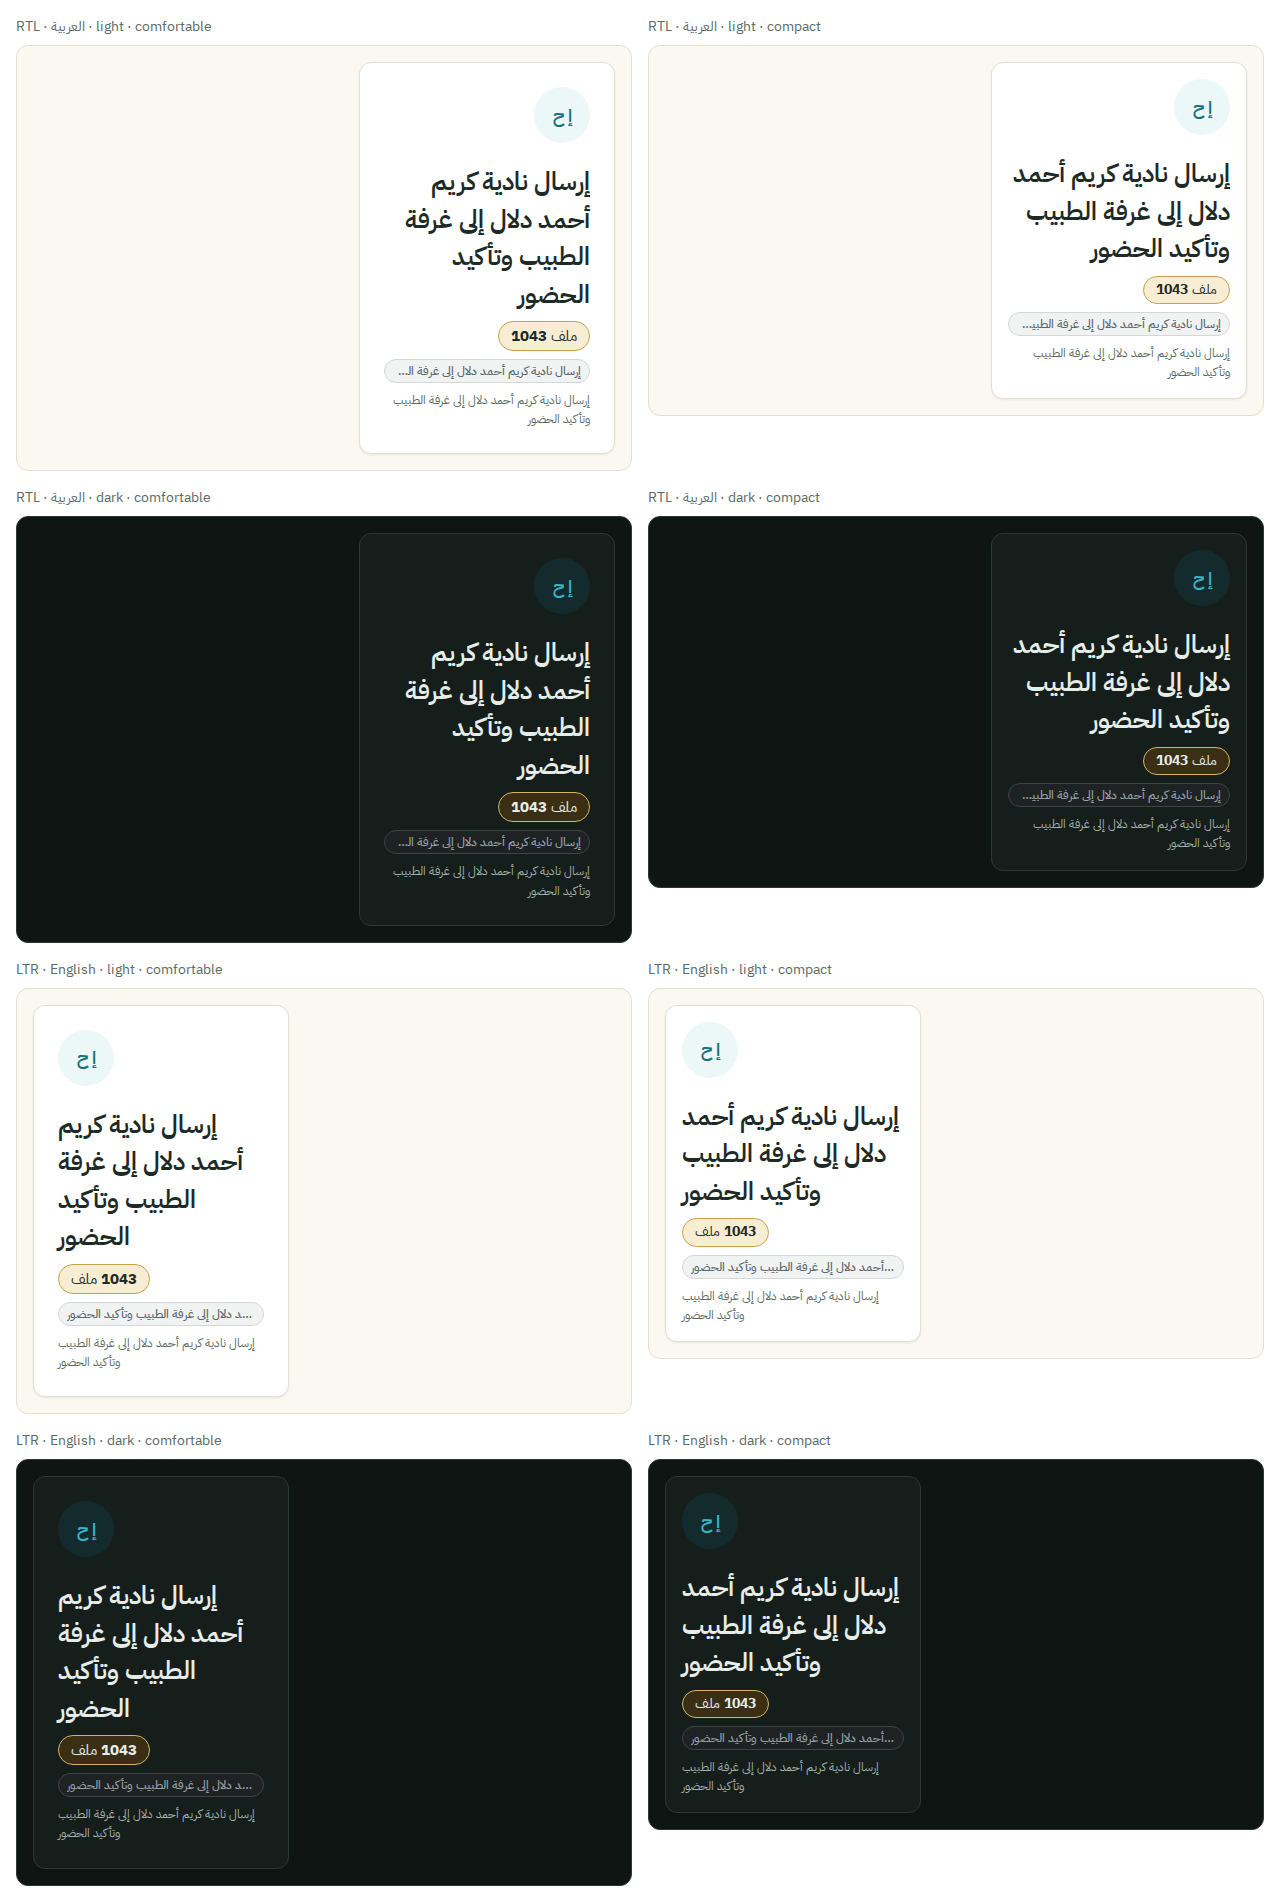 RTL · العربية · light · comfortable
إح
إرسال نادية كريم
أحمد دلال إلى غرفة
الطبيب وتأكيد
الحضور
ملف 1043
إرسال نادية كريم أحمد دلال إلى غرفة الـ...
إرسال نادية كريم أحمد دلال إلى غرفة الطبيب
وتأكيد الحضور
RTL · العربية · light · compact
إح
إرسال نادية كريم أحمد
دلال إلى غرفة الطبيب
وتأكيد الحضور
ملف 1043
إرسال نادية كريم أحمد دلال إلى غرفة الطبيـ...
إرسال نادية كريم أحمد دلال إلى غرفة الطبيب
وتأكيد الحضور
RTL · العربية · dark · comfortable
إح
إرسال نادية كريم
أحمد دلال إلى غرفة
الطبيب وتأكيد
الحضور
ملف 1043
إرسال نادية كريم أحمد دلال إلى غرفة الـ...
إرسال نادية كريم أحمد دلال إلى غرفة الطبيب
وتأكيد الحضور
RTL · العربية · dark · compact
إح
إرسال نادية كريم أحمد
دلال إلى غرفة الطبيب
وتأكيد الحضور
ملف 1043
إرسال نادية كريم أحمد دلال إلى غرفة الطبيـ...
إرسال نادية كريم أحمد دلال إلى غرفة الطبيب
وتأكيد الحضور
LTR · English · light · comfortable
إح
إرسال نادية كريم
أحمد دلال إلى غرفة
الطبيب وتأكيد
الحضور
ملف 1043
...د دلال إلى غرفة الطبيب وتأكيد الحضور
إرسال نادية كريم أحمد دلال إلى غرفة الطبيب
وتأكيد الحضور
LTR · English · light · compact
إح
إرسال نادية كريم أحمد
دلال إلى غرفة الطبيب
وتأكيد الحضور
ملف 1043
...أحمد دلال إلى غرفة الطبيب وتأكيد الحضور
إرسال نادية كريم أحمد دلال إلى غرفة الطبيب
وتأكيد الحضور
LTR · English · dark · comfortable
إح
إرسال نادية كريم
أحمد دلال إلى غرفة
الطبيب وتأكيد
الحضور
ملف 1043
...د دلال إلى غرفة الطبيب وتأكيد الحضور
إرسال نادية كريم أحمد دلال إلى غرفة الطبيب
وتأكيد الحضور
LTR · English · dark · compact
إح
إرسال نادية كريم أحمد
دلال إلى غرفة الطبيب
وتأكيد الحضور
ملف 1043
...أحمد دلال إلى غرفة الطبيب وتأكيد الحضور
إرسال نادية كريم أحمد دلال إلى غرفة الطبيب
وتأكيد الحضور